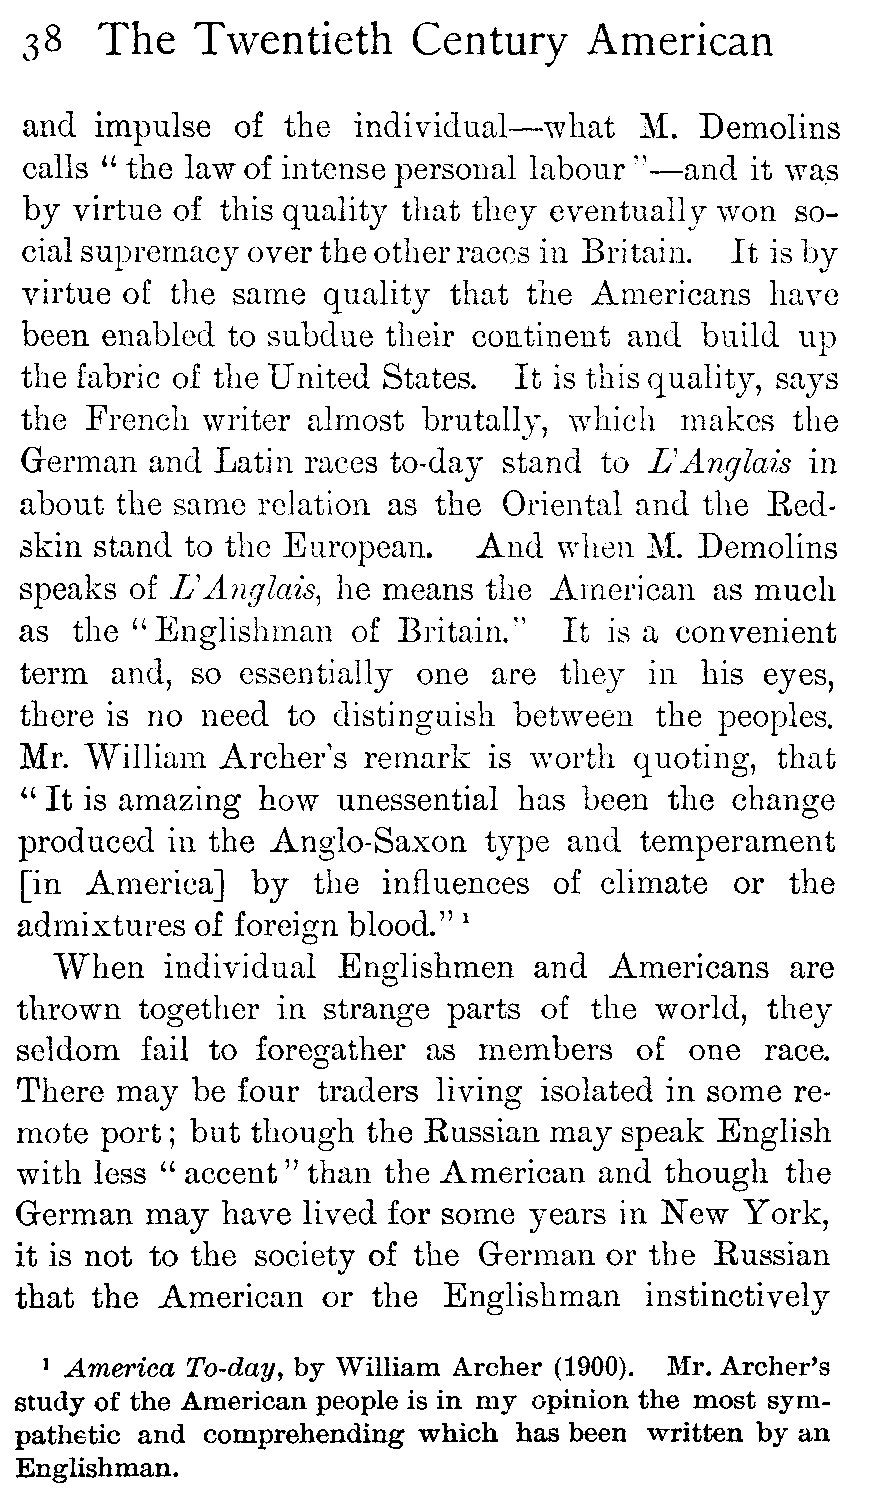 38 The Twentieth Century American
and impulse of the individual—what M. Demolins
calls “ the law of intense personal labour ”—and it was
by virtue of this quality that they eventually won so-
cial supremacy over the other races in Britain. It is by
virtue of the same quality that the Americans have
been enabled to subdue their continent and build up
the fabric of the United States. It is this quality, says
the French writer almost brutally, which makes the
German and Latin races to-day stand to L’Anglais in
about the same relation as the Oriental and the Red-
skin stand to the European. And when M. Demolins
speaks of L’Anglais, he means the American as much
as the “ Englishman of Britain.” It is a convenient
term and, so essentially one are they in his eyes,
there is no need to distinguish between the peoples.
Mr. William Archer’s remark is worth quoting, that
“ It is amazing how unessential has been the change
produced in the Anglo-Saxon type and temperament
[in America] by the influences of climate or the
admixtures of foreign blood.” ¹
When individual Englishmen and Americans are
thrown together in strange parts of the world, they
seldom fail to foregather as members of one race.
There may be four traders living isolated in some re-
mote port ; but though the Russian may speak English
with less “ accent ” than the American and though the
German may have lived for some years in New York,
it is not to the society of the German or the Russian
that the American or the Englishman instinctively
¹ America To-day, by William Archer (1900). Mr. Archer’s
study of the American people is in my opinion the most sym-
pathetic and comprehending which has been written by an
Englishman.